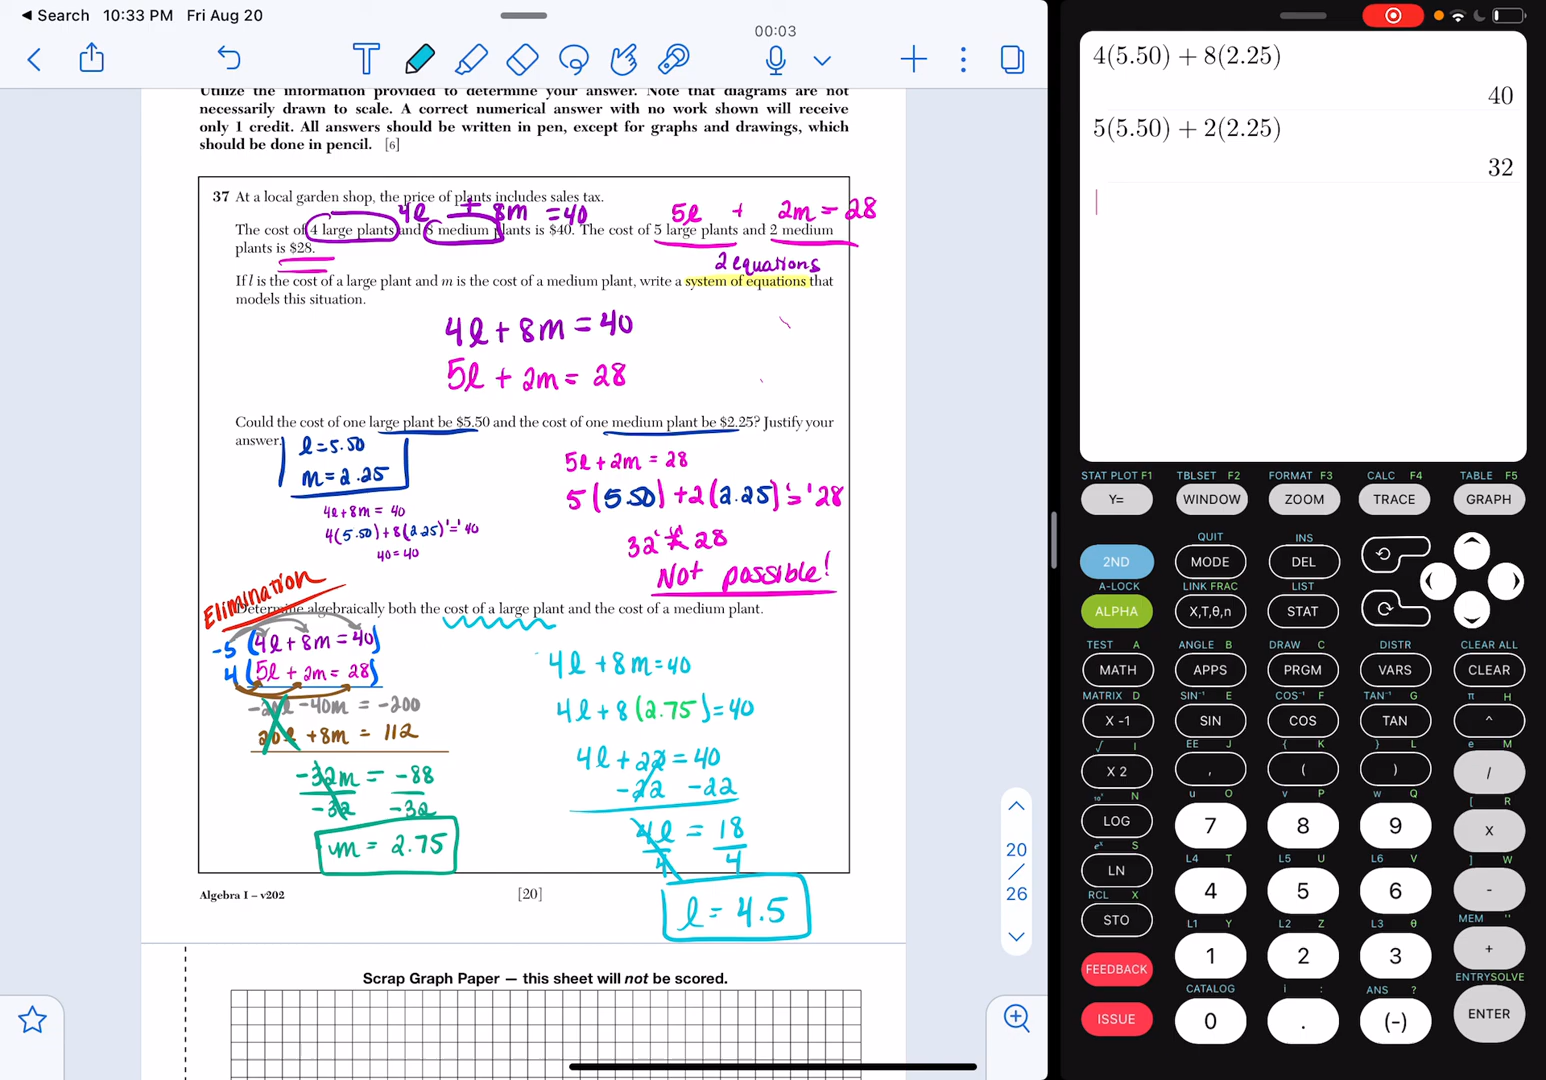 Search 10:33 PM Fri Aug 20
00:03
Utilize the information provided to determine your answer. Note that diagrams are not
necessarily drawn to scale. A correct numerical answer with no work shown will receive
only 1 credit. All answers should be written in pen, except for graphs and drawings, which
should be done in pencil. [6]
37 At a local garden shop, the price of plants includes sales tax.
4l + 8m = 40
5l + 2m = 28
The cost of 4 large plants and 8 medium plants is $40. The cost of 5 large plants and 2 medium
plants is $28.
2 equations
If l is the cost of a large plant and m is the cost of a medium plant, write a system of equations that
models this situation.
4l + 8m = 40
5l + 2m = 28
Could the cost of one large plant be $5.50 and the cost of one medium plant be $2.25? Justify your
answer.
l = 5.50
m = 2.25
4l + 8m = 40
4(5.50) + 8(2.25) '=' 40
40 = 40
5l + 2m = 28
5(5.50) + 2(2.25) '=' 28
32 '≠' 28
Not possible!
Elimination
Determine algebraically both the cost of a large plant and the cost of a medium plant.
-5 (4l + 8m = 40)
4 (5l + 2m = 28)
-20l -40m = -200
20l +8m = 112
-32m = -88
-32 -32
m = 2.75
4l + 8m = 40
4l + 8(2.75) = 40
4l + 22 = 40
-22 -22
4l = 18
4 4
l = 4.5
Algebra I – v202
[20]
Scrap Graph Paper — this sheet will not be scored.
20
/
26
4(5.50) + 8(2.25)
40
5(5.50) + 2(2.25)
32
STAT PLOT F1 TBLSET F2 FORMAT F3 CALC F4 TABLE F5
Y= WINDOW ZOOM TRACE GRAPH
QUIT INS
2ND MODE DEL
A-LOCK LINK FRAC LIST
ALPHA X,T,θ,n STAT
TEST A ANGLE B DRAW C DISTR CLEAR ALL
MATH APPS PRGM VARS CLEAR
MATRIX D SIN⁻¹ E COS⁻¹ F TAN⁻¹ G π H
X -1 SIN COS TAN ^
√ I EE J { K } L e M
X 2 , ( ) /
10ˣ N u O v P w Q [ R
LOG 7 8 9 X
eˣ S L4 T L5 U L6 V ] W
LN 4 5 6 -
RCL X L1 Y L2 Z L3 θ MEM "
STO 1 2 3 +
CATALOG i : ANS ? ENTRYSOLVE
FEEDBACK
ISSUE 0 . (-) ENTER